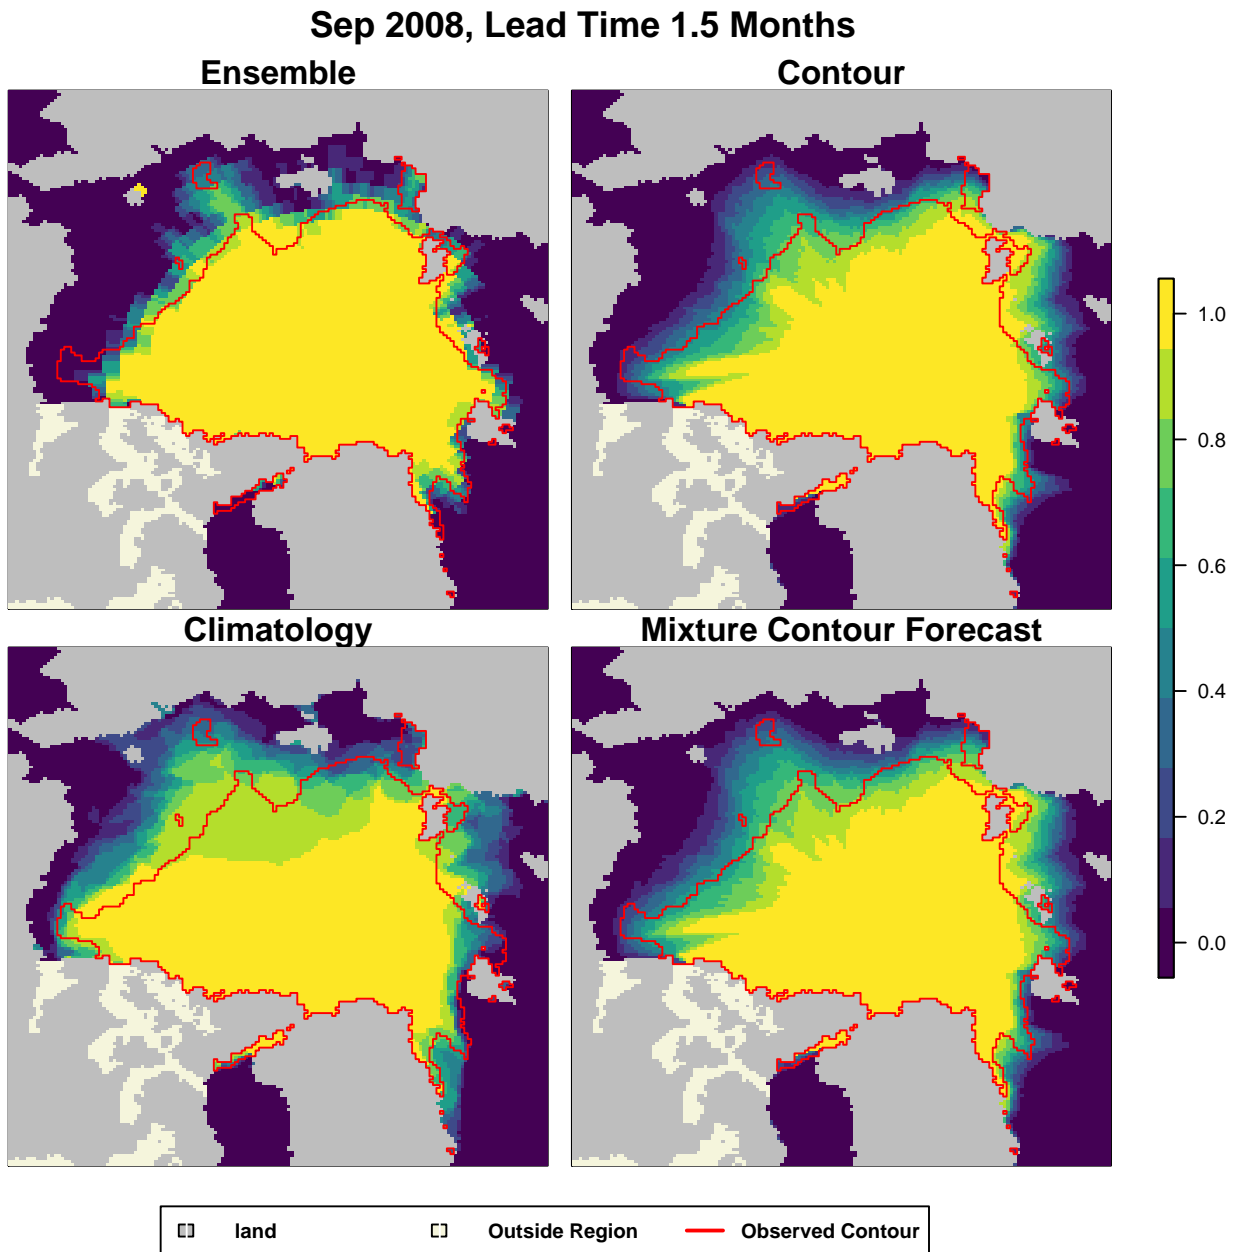 Sep 2008, Lead Time 1.5 Months
Ensemble
Contour
Climatology
Mixture Contour Forecast
1.0
0.8
0.6
0.4
0.2
0.0
land
Outside Region
Observed Contour